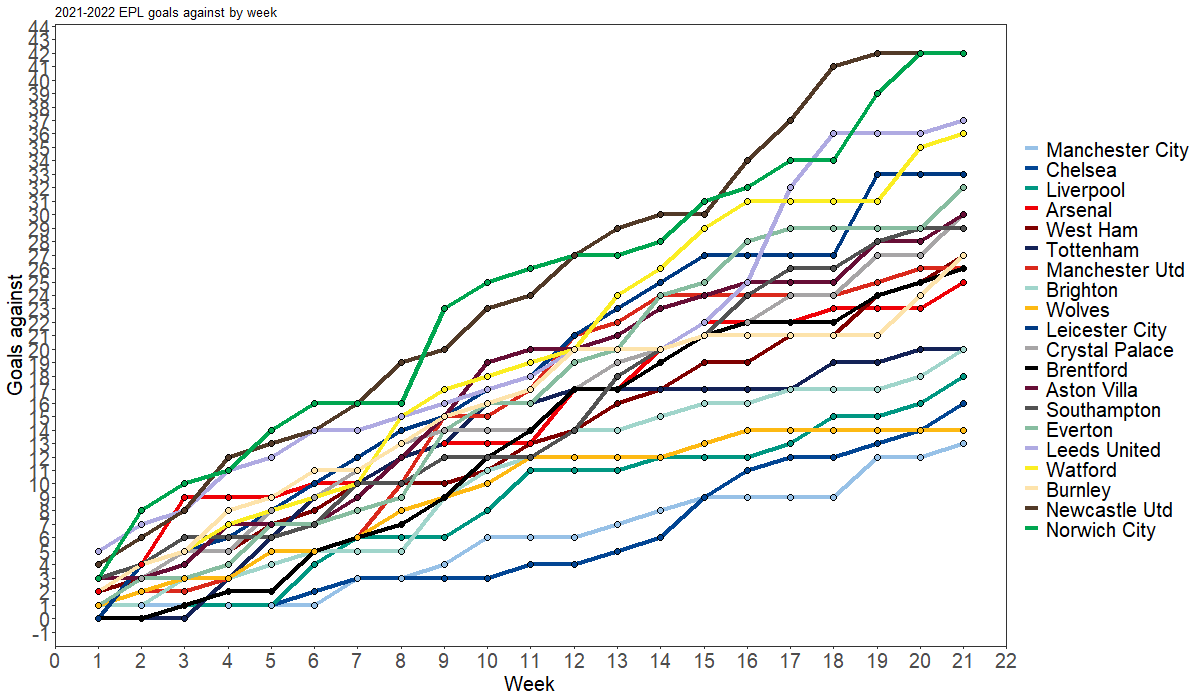 2021-2022 EPL goals against by week
Goals against
44
43
42
41
40
39
38
37
36
35
34
33
32
31
30
29
28
27
26
25
24
23
22
21
20
19
18
17
16
15
14
13
12
11
10
9
8
7
6
5
4
3
2
1
0
-1
0 1 2 3 4 5 6 7 8 9 10 11 12 13 14 15 16 17 18 19 20 21 22
Week
Manchester City
Chelsea
Liverpool
Arsenal
West Ham
Tottenham
Manchester Utd
Brighton
Wolves
Leicester City
Crystal Palace
Brentford
Aston Villa
Southampton
Everton
Leeds United
Watford
Burnley
Newcastle Utd
Norwich City